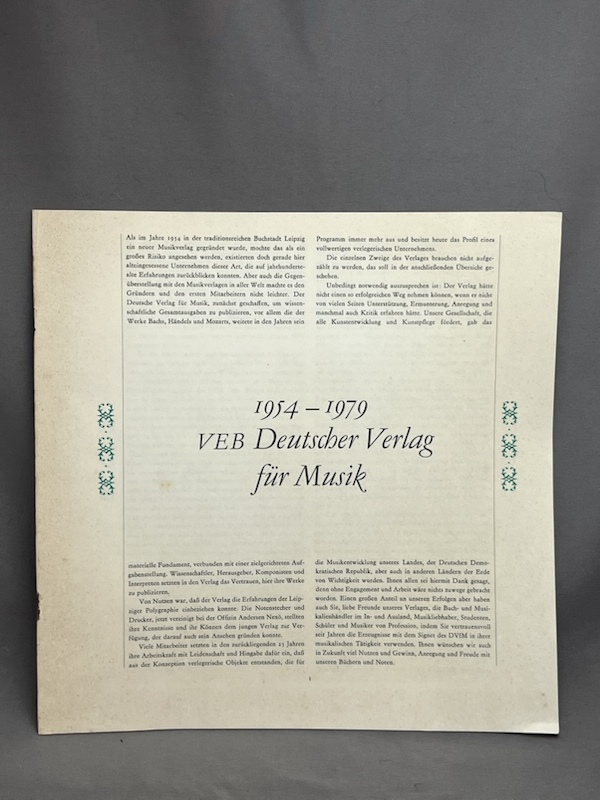 Als im Jahre 1954 in der traditionsreichen Buchstadt Leipzig
ein neuer Musikverlag gegründet wurde, mochte das als ein
großes Risiko angesehen werden, existierten doch gerade hier
alteingesessene Unternehmen dieser Art, die auf jahrhunderte-
alte Erfahrungen zurückblicken konnten. Aber auch die Gegen-
überstellung mit den Musikverlagen in aller Welt machte es den
Gründern und den ersten Mitarbeitern nicht leichter. Der
Deutsche Verlag für Musik, zunächst geschaffen, um wissen-
schaftliche Gesamtausgaben zu publizieren, vor allem die der
Werke Bachs, Händels und Mozarts, weitete in den Jahren sein
Programm immer mehr aus und besitzt heute das Profil eines
vollwertigen verlegerischen Unternehmens.
Die einzelnen Zweige des Verlages brauchen nicht aufge-
zählt zu werden, das soll in der anschließenden Übersicht ge-
schehen.
Unbedingt notwendig auszusprechen ist: Der Verlag hätte
nicht einen so erfolgreichen Weg nehmen können, wenn er nicht
von vielen Seiten Unterstützung, Ermunterung, Anregung und
manchmal auch Kritik erfahren hätte. Unsere Gesellschaft, die
alle Kunstentwicklung und Kunstpflege fördert, gab das
1954 – 1979
VEB Deutscher Verlag
für Musik
materielle Fundament, verbunden mit einer zielgerichteten Auf-
gabenstellung. Wissenschaftler, Herausgeber, Komponisten und
Interpreten setzten in den Verlag das Vertrauen, hier ihre Werke
zu publizieren.
Von Nutzen war, daß der Verlag die Erfahrungen der Leip-
ziger Polygraphie einbeziehen konnte. Die Notenstecher und
Drucker, jetzt vereinigt bei der Offizin Andersen Nexö, stellten
ihre Kenntnisse und ihr Können dem jungen Verlag zur Ver-
fügung, der darauf auch sein Ansehen gründen konnte.
Viele Mitarbeiter setzten in den zurückliegenden 25 Jahren
ihre Arbeitskraft mit Leidenschaft und Hingabe dafür ein, daß
aus der Konzeption verlegerische Objekte entstanden, die für
die Musikentwicklung unseres Landes, der Deutschen Demo-
kratischen Republik, aber auch in anderen Ländern der Erde
von Wichtigkeit wurden. Ihnen allen sei hiermit Dank gesagt,
denn ohne Engagement und Arbeit wäre nichts zuwege gebracht
worden. Einen großen Anteil an unseren Erfolgen aber haben
auch Sie, liebe Freunde unseres Verlages, die Buch- und Musi-
kalienhändler im In- und Ausland, Musikliebhaber, Studenten,
Schüler und Musiker von Profession, indem Sie vertrauensvoll
seit Jahren die Erzeugnisse mit dem Signet des DVfM in ihrer
musikalischen Tätigkeit verwenden. Ihnen wünschen wir auch
in Zukunft viel Nutzen und Gewinn, Anregung und Freude mit
unseren Büchern und Noten.
1